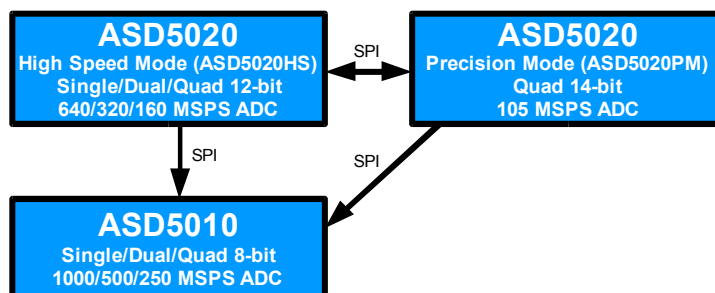 ASD5020
High Speed Mode (ASD5020HS)
Single/Dual/Quad 12-bit
640/320/160 MSPS ADC
SPI
ASD5020
Precision Mode (ASD5020PM)
Quad 14-bit
105 MSPS ADC
SPI
SPI
ASD5010
Single/Dual/Quad 8-bit
1000/500/250 MSPS ADC